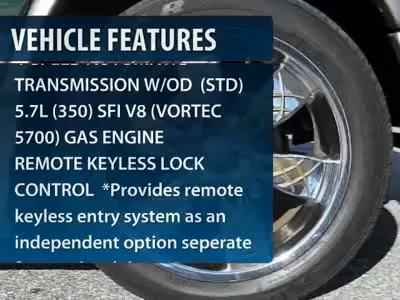 VEHICLE FEATURES
TRANSMISSION W/OD (STD)
5.7L (350) SFI V8 (VORTEC
5700) GAS ENGINE
REMOTE KEYLESS LOCK
CONTROL *Provides remote
keyless entry system as an
independent option seperate